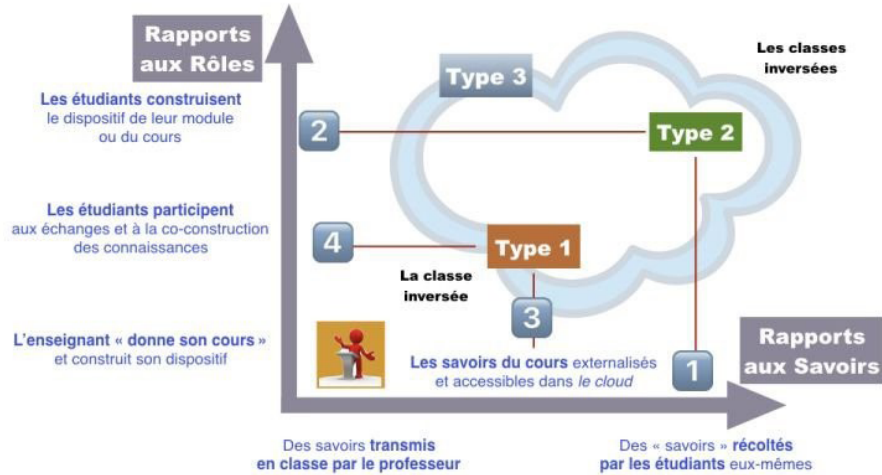 Rapports
aux Rôles
Les étudiants construisent
le dispositif de leur module
ou du cours
Les étudiants participent
aux échanges et à la co-construction
des connaissances
L'enseignant « donne son cours »
et construit son dispositif
Type 3
Les classes
inversées
2
Type 2
4
Type 1
La classe
inversée
3
Les savoirs du cours externalisés
et accessibles dans le cloud
1
Rapports
aux Savoirs
Des savoirs transmis
en classe par le professeur
Des « savoirs » récoltés
par les étudiants eux-mêmes